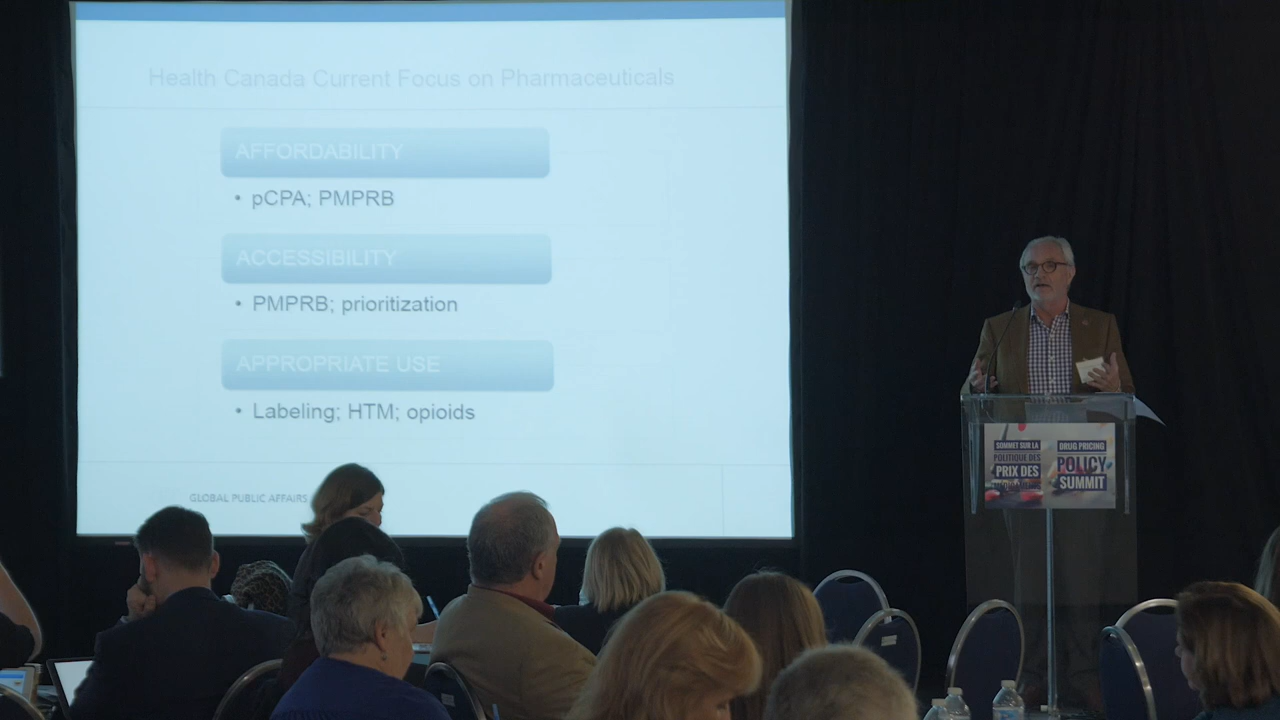 Health Canada Current Focus on Pharmaceuticals
AFFORDABILITY
• pCPA; PMPRB
ACCESSIBILITY
• PMPRB; prioritization
APPROPRIATE USE
• Labeling; HTM; opioids
GLOBAL PUBLIC AFFAIRS
SOMMET SUR LA
POLITIQUE DES
PRIX DES
DRUG PRICING
POLICY
SUMMIT